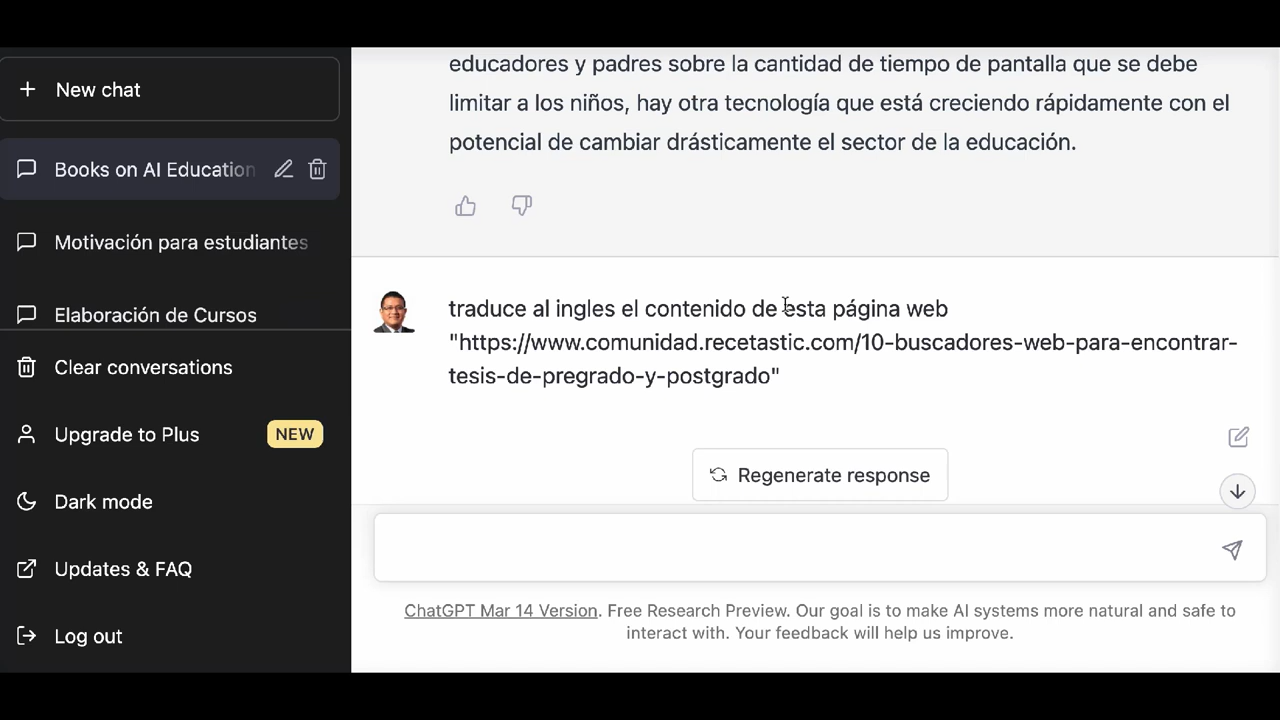 New chat
Books on AI Education
Motivación para estudiantes
Elaboración de Cursos
Clear conversations
Upgrade to Plus NEW
Dark mode
Updates & FAQ
Log out
educadores y padres sobre la cantidad de tiempo de pantalla que se debe
limitar a los niños, hay otra tecnología que está creciendo rápidamente con el
potencial de cambiar drásticamente el sector de la educación.
traduce al ingles el contenido de esta página web
"https://www.comunidad.recetastic.com/10-buscadores-web-para-encontrar-
tesis-de-pregrado-y-postgrado"
Regenerate response
ChatGPT Mar 14 Version. Free Research Preview. Our goal is to make AI systems more natural and safe to
interact with. Your feedback will help us improve.